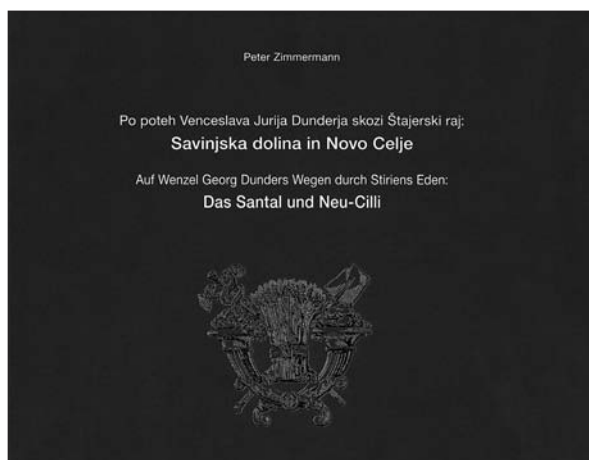 Peter Zimmermann
Po poteh Venceslava Jurija Dunderja skozi Štajerski raj:
Savinjska dolina in Novo Celje
Auf Wenzel Georg Dunders Wegen durch Stiriens Eden:
Das Santal und Neu-Cilli